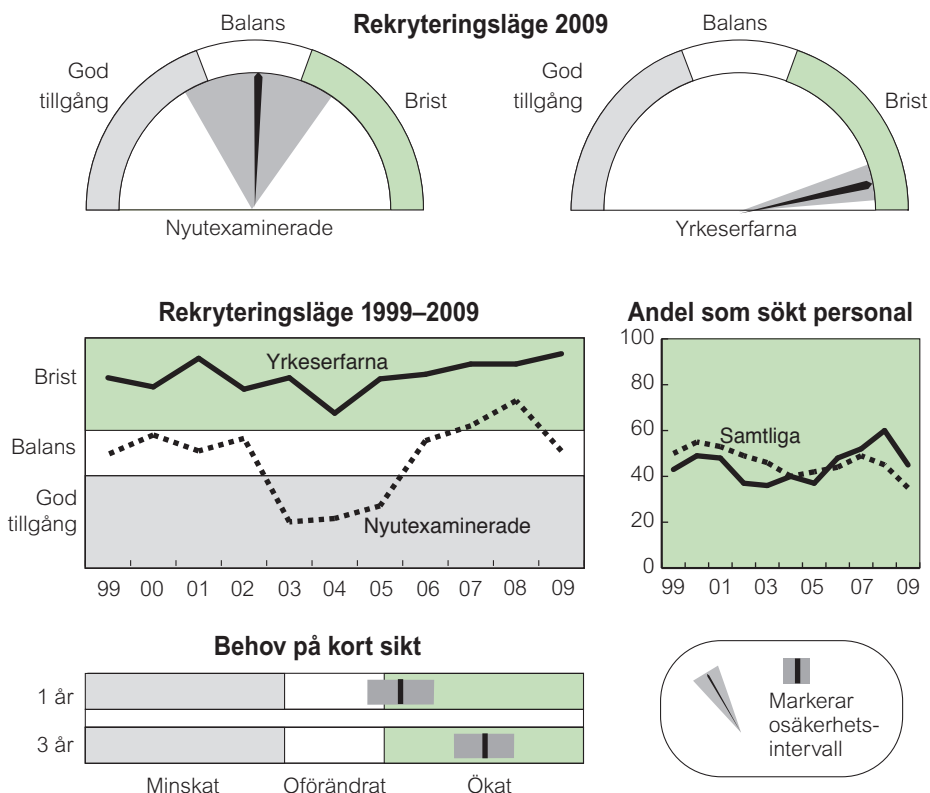 Rekryteringsläge 2009
Balans
God
tillgång
Brist
Nyutexaminerade
Balans
God
tillgång
Brist
Yrkeserfarna
Rekryteringsläge 1999–2009
Brist
Balans
God
tillgång
Yrkeserfarna
Nyutexaminerade
99 00 01 02 03 04 05 06 07 08 09
Andel som sökt personal
100
80
60
40
20
0
Samtliga
99 01 03 05 07 09
Behov på kort sikt
1 år
3 år
Minskat Oförändrat Ökat
Markerar
osäkerhets-
intervall